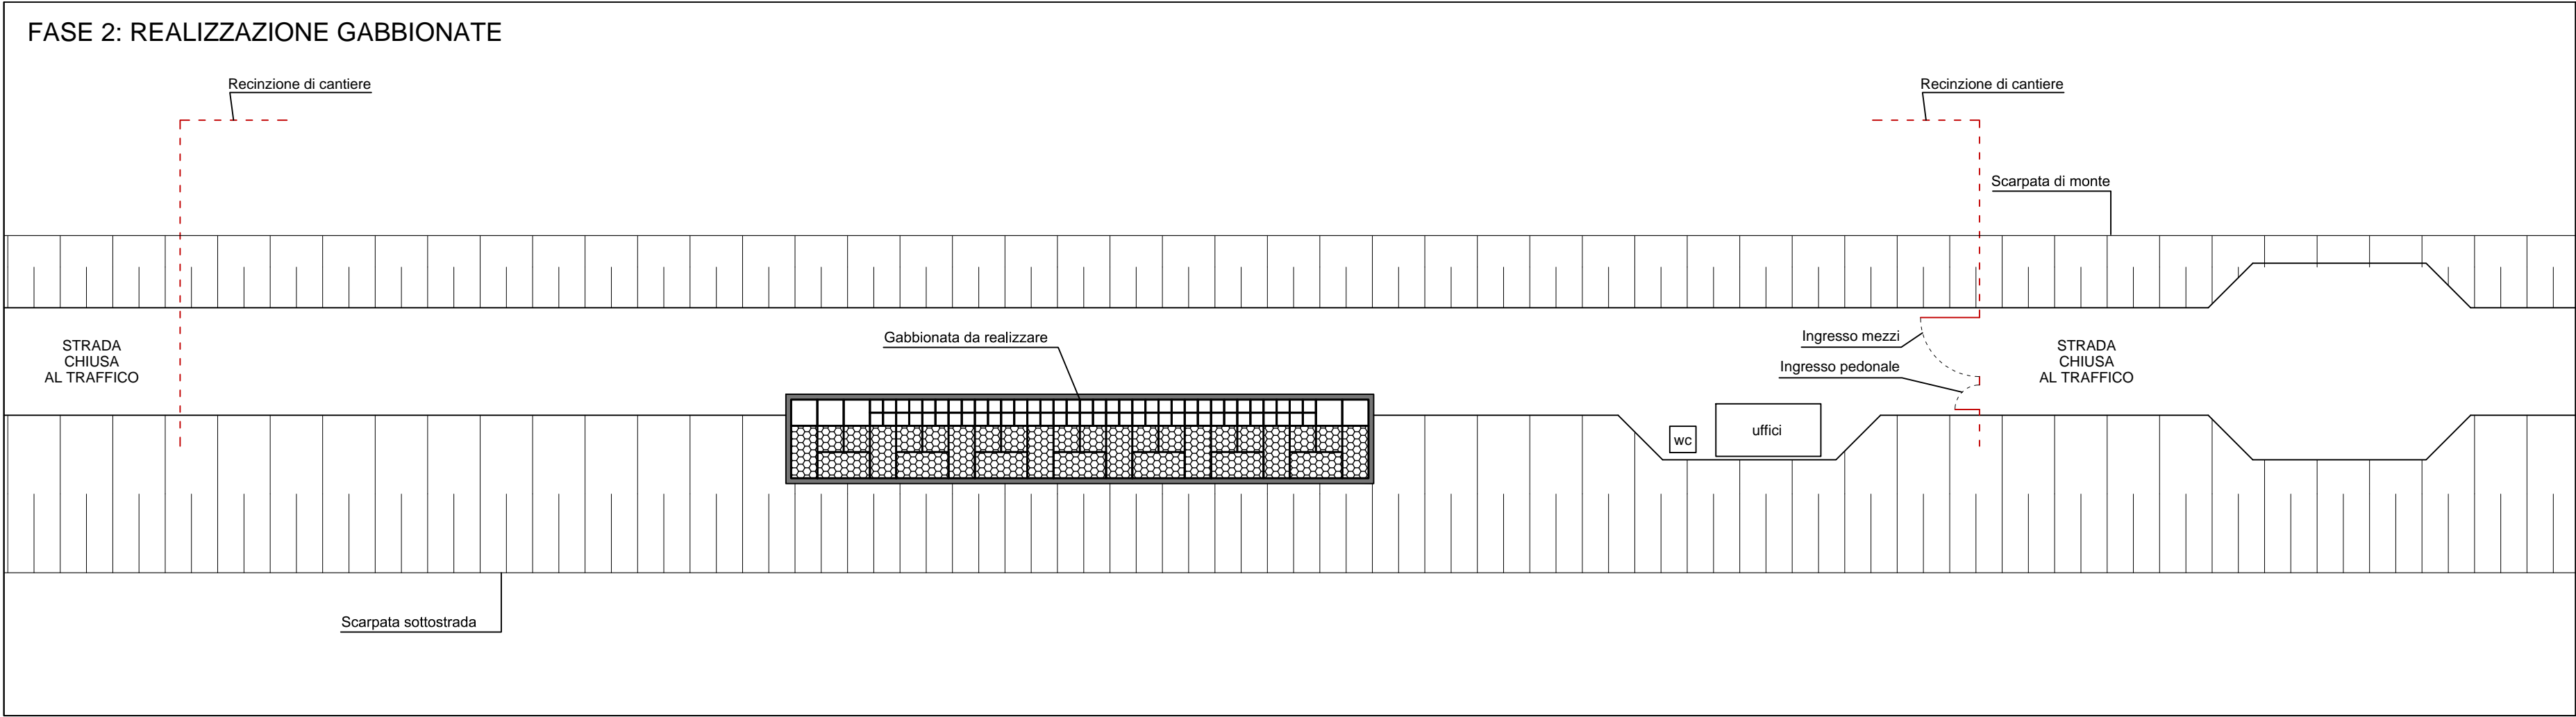 FASE 2: REALIZZAZIONE GABBIONATE
Recinzione di cantiere
Recinzione di cantiere
Scarpata di monte
STRADA
CHIUSA
AL TRAFFICO
Gabbionata da realizzare
Ingresso mezzi
Ingresso pedonale
STRADA
CHIUSA
AL TRAFFICO
wc
uffici
Scarpata sottostrada